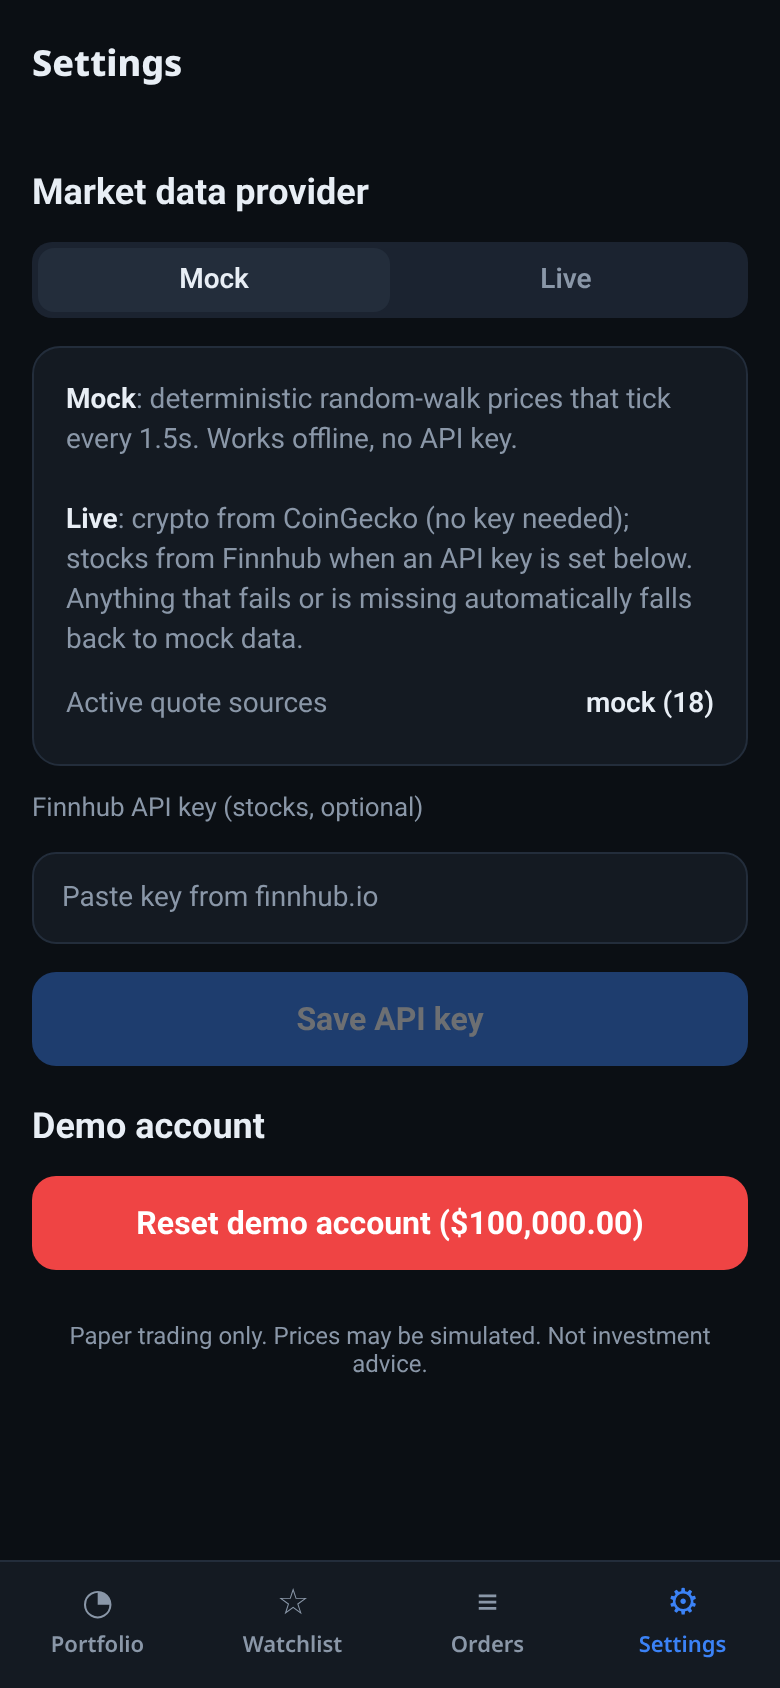 Settings
Market data provider
Mock
Live
Mock: deterministic random-walk prices that tick
every 1.5s. Works offline, no API key.
Live: crypto from CoinGecko (no key needed);
stocks from Finnhub when an API key is set below.
Anything that fails or is missing automatically falls
back to mock data.
Active quote sources
mock (18)
Finnhub API key (stocks, optional)
Paste key from finnhub.io
Save API key
Demo account
Reset demo account ($100,000.00)
Paper trading only. Prices may be simulated. Not investment
advice.
Portfolio
Watchlist
Orders
Settings